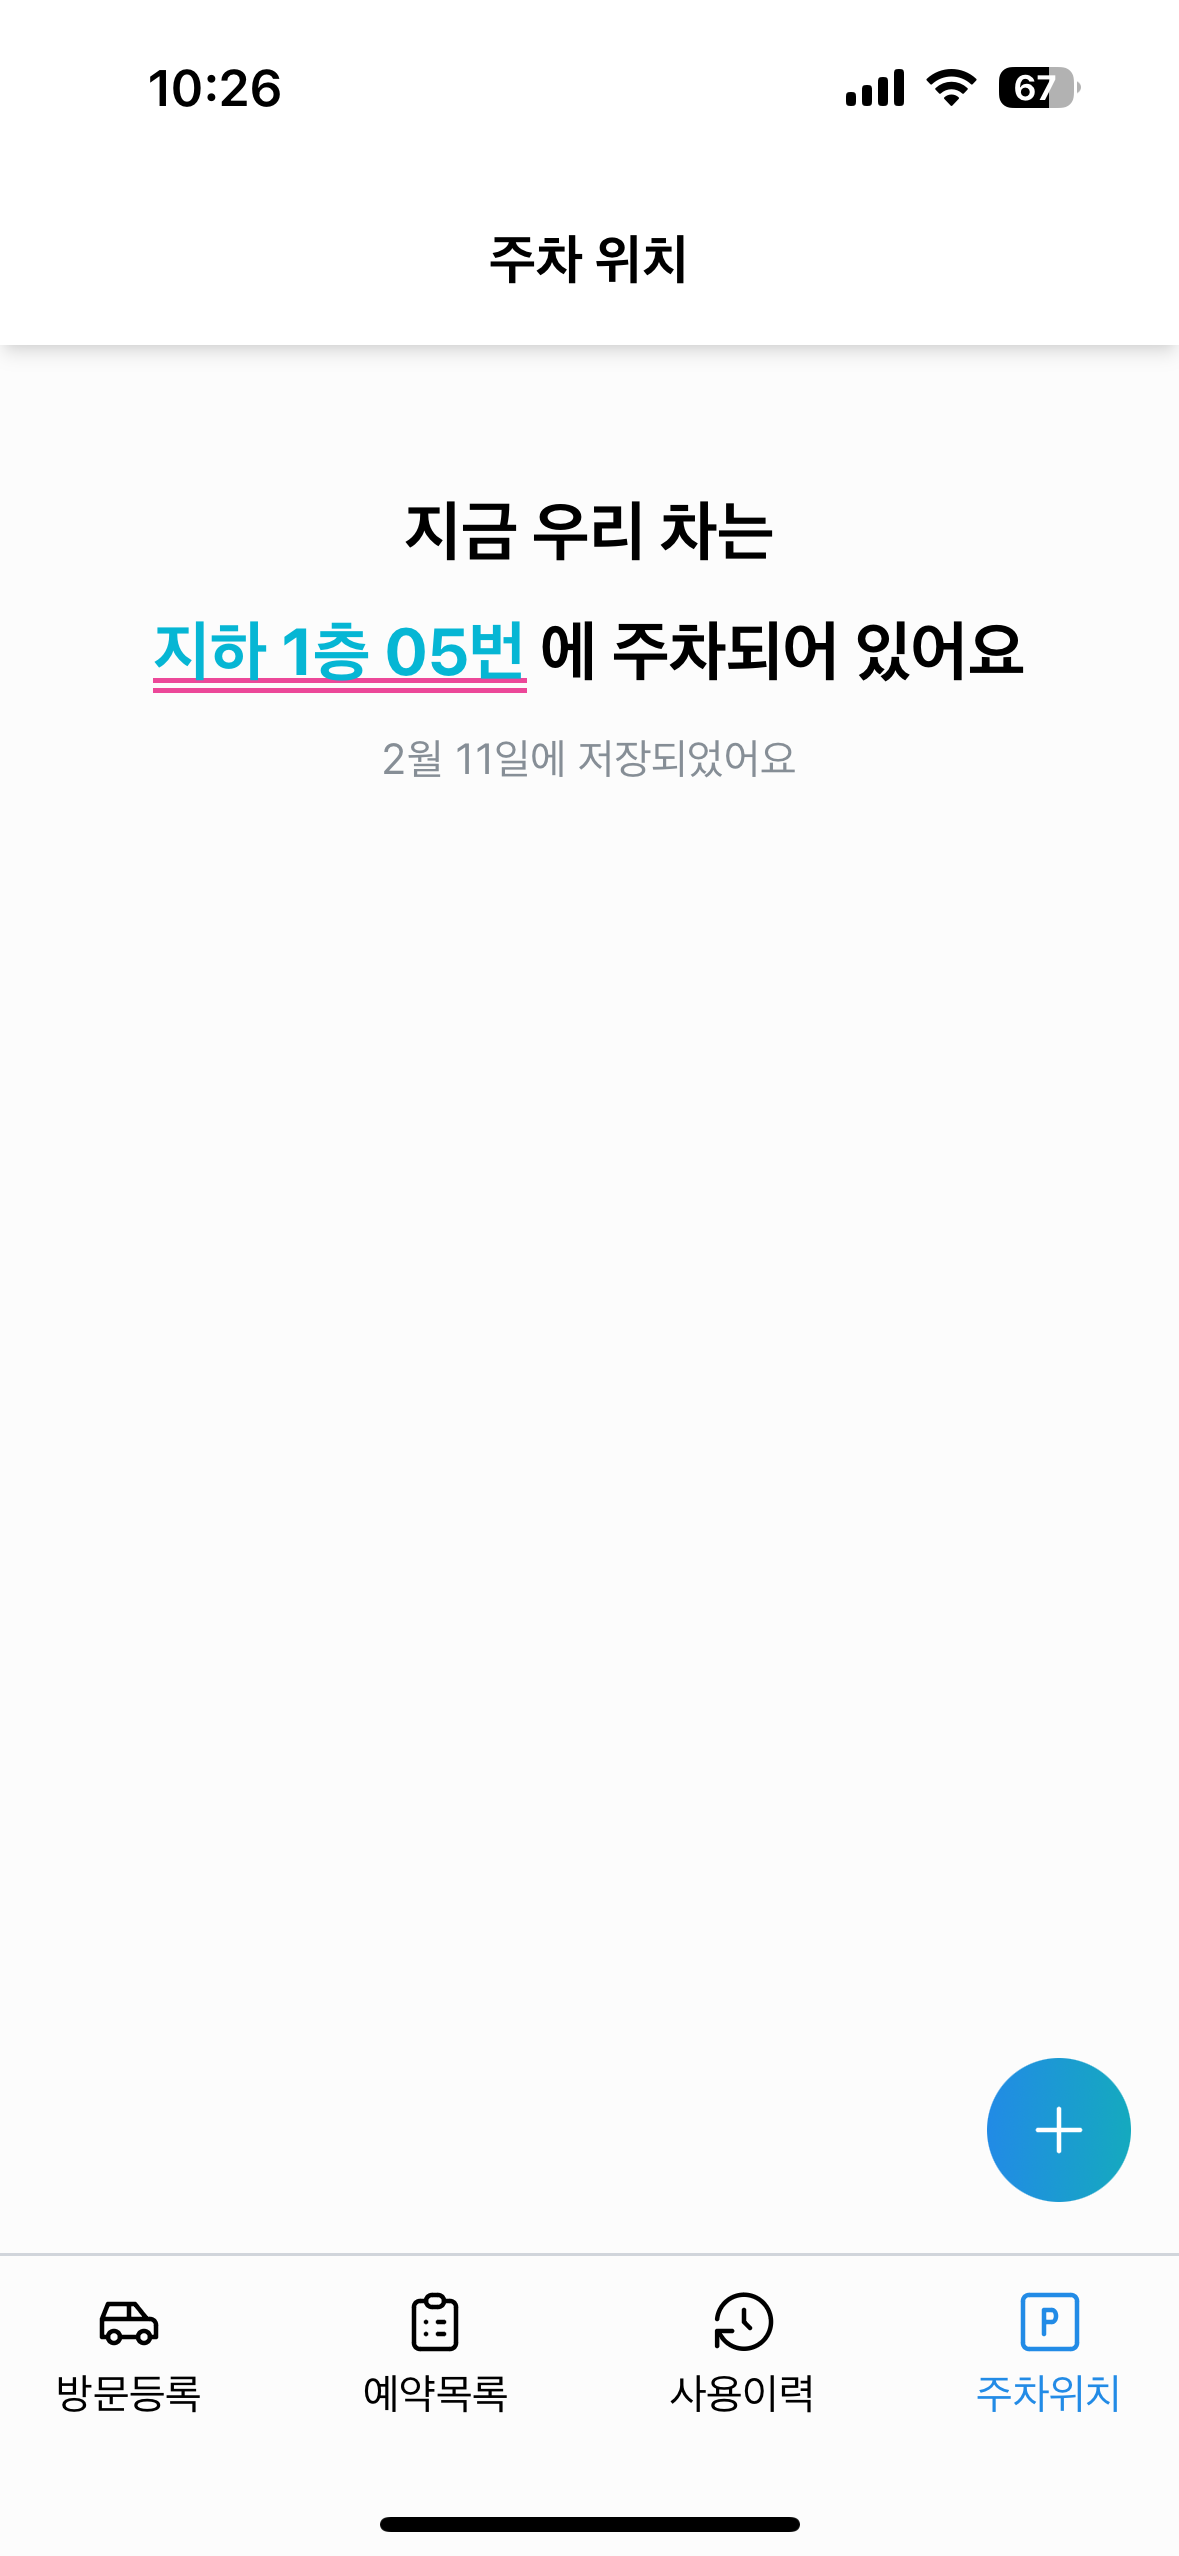 10:26
67
주차 위치
지금 우리 차는
지하 1층 05번 에 주차되어 있어요
2월 11일에 저장되었어요
P
방문등록 예약목록 사용이력 주차위치